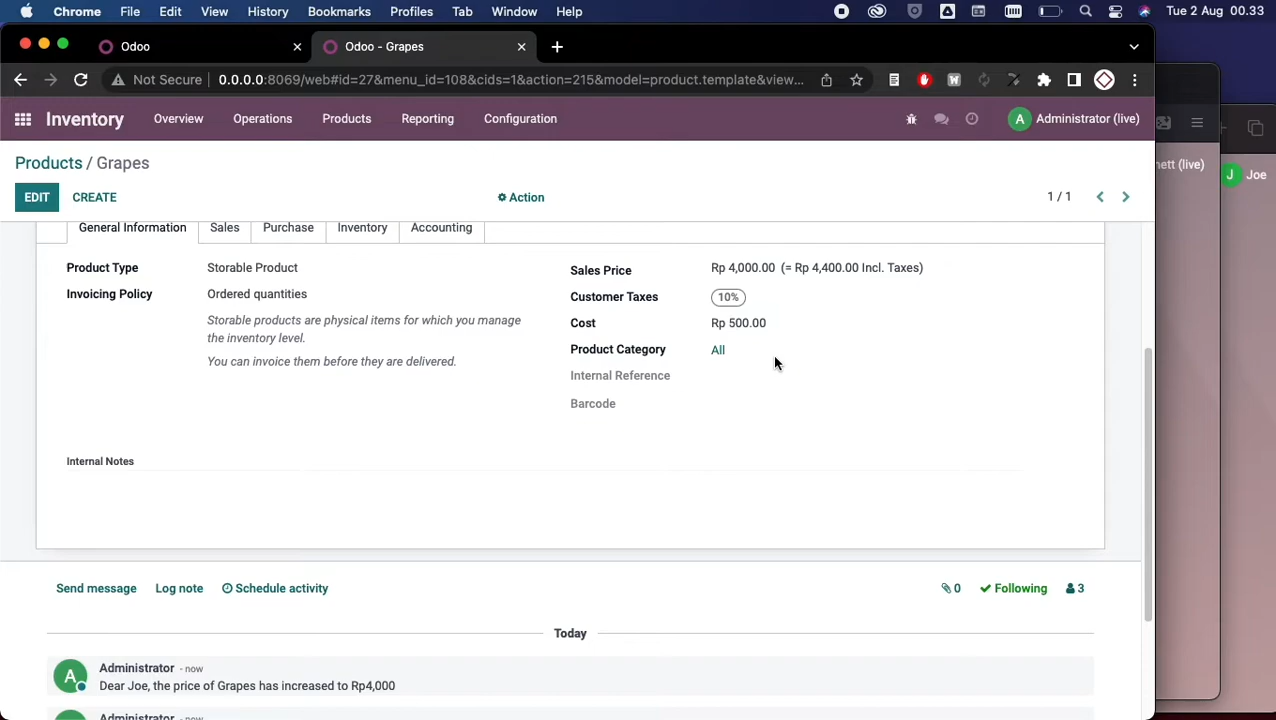 Chrome File Edit View History Bookmarks Profiles Tab Window Help Tue 2 Aug 00.33
Odoo
Odoo - Grapes
Not Secure 0.0.0.0:8069/web#id=27&menu_id=108&cids=1&action=215&model=product.template&view...
Inventory Overview Operations Products Reporting Configuration A Administrator (live)
nett (live)
J Joe
Products / Grapes
EDIT CREATE Action 1 / 1
General Information Sales Purchase Inventory Accounting
Product Type Storable Product
Invoicing Policy Ordered quantities
Storable products are physical items for which you manage
the inventory level.
You can invoice them before they are delivered.
Sales Price Rp 4,000.00 (= Rp 4,400.00 Incl. Taxes)
Customer Taxes 10%
Cost Rp 500.00
Product Category All
Internal Reference
Barcode
Internal Notes
Send message Log note Schedule activity 0 Following 3
Today
A Administrator - now
Dear Joe, the price of Grapes has increased to Rp4,000
Administrator - now